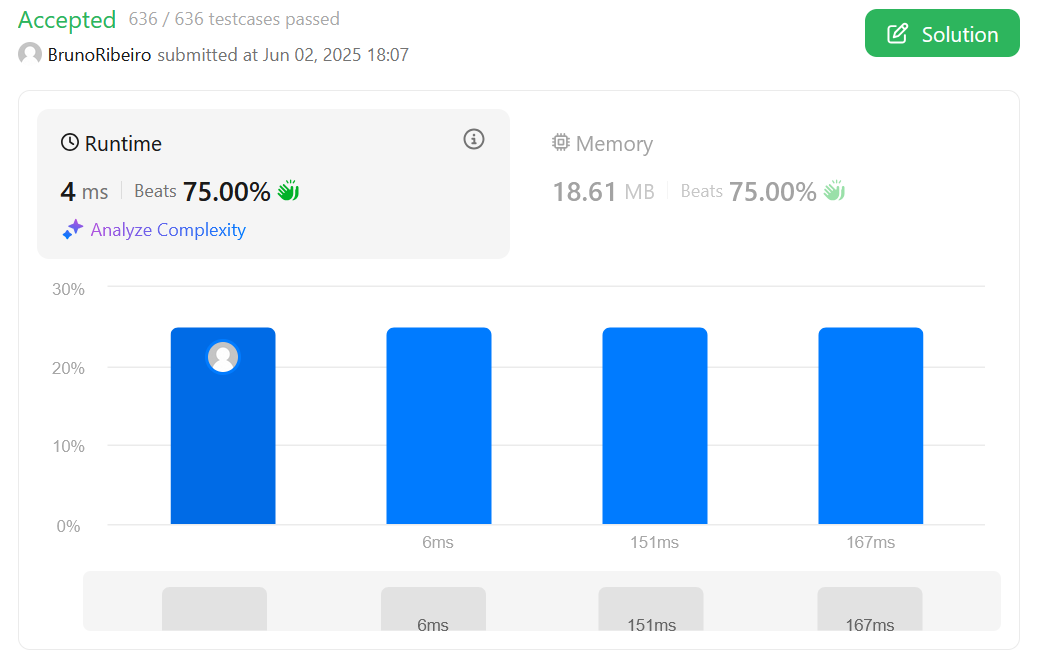 Accepted 636 / 636 testcases passed
BrunoRibeiro submitted at Jun 02, 2025 18:07
Solution
Runtime
4 ms Beats 75.00%
Analyze Complexity
Memory
18.61 MB Beats 75.00%
30%
20%
10%
0%
6ms 151ms 167ms
6ms 151ms 167ms